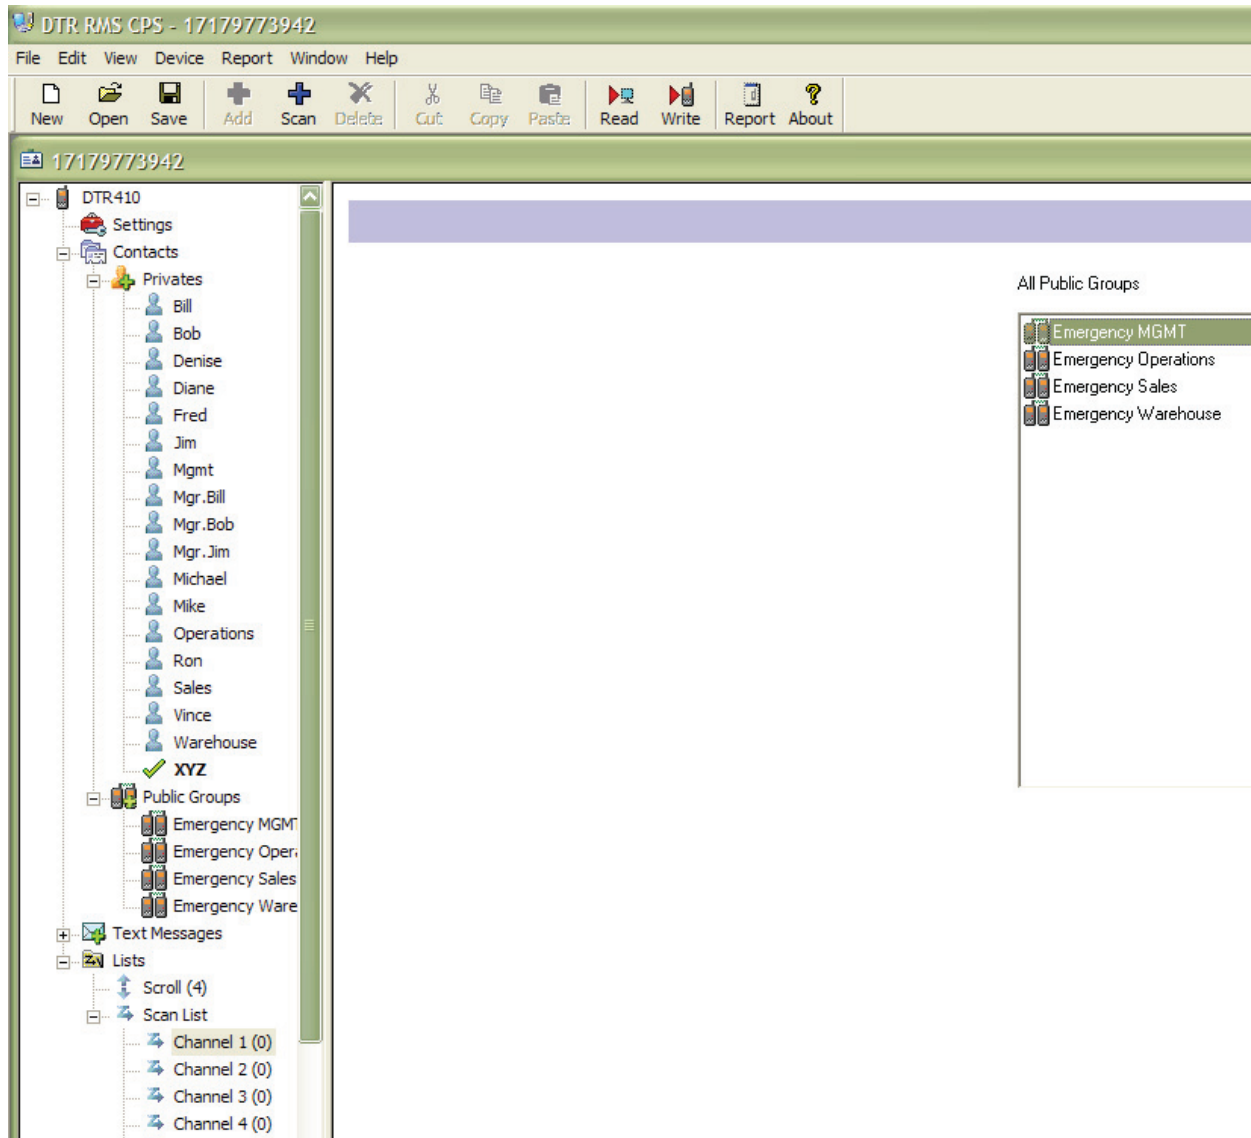 DTR RMS CPS - 17179773942
File Edit View Device Report Window Help
New Open Save Add Scan Delete Cut Copy Paste Read Write Report About
17179773942
DTR410
Settings
Contacts
Privates
Bill
Bob
Denise
Diane
Fred
Jim
Mgmt
Mgr.Bill
Mgr.Bob
Mgr.Jim
Michael
Mike
Operations
Ron
Sales
Vince
Warehouse
XYZ
Public Groups
Emergency MGMT
Emergency Oper
Emergency Sales
Emergency Ware
Text Messages
Lists
Scroll (4)
Scan List
Channel 1 (0)
Channel 2 (0)
Channel 3 (0)
Channel 4 (0)
All Public Groups
Emergency MGMT
Emergency Operations
Emergency Sales
Emergency Warehouse